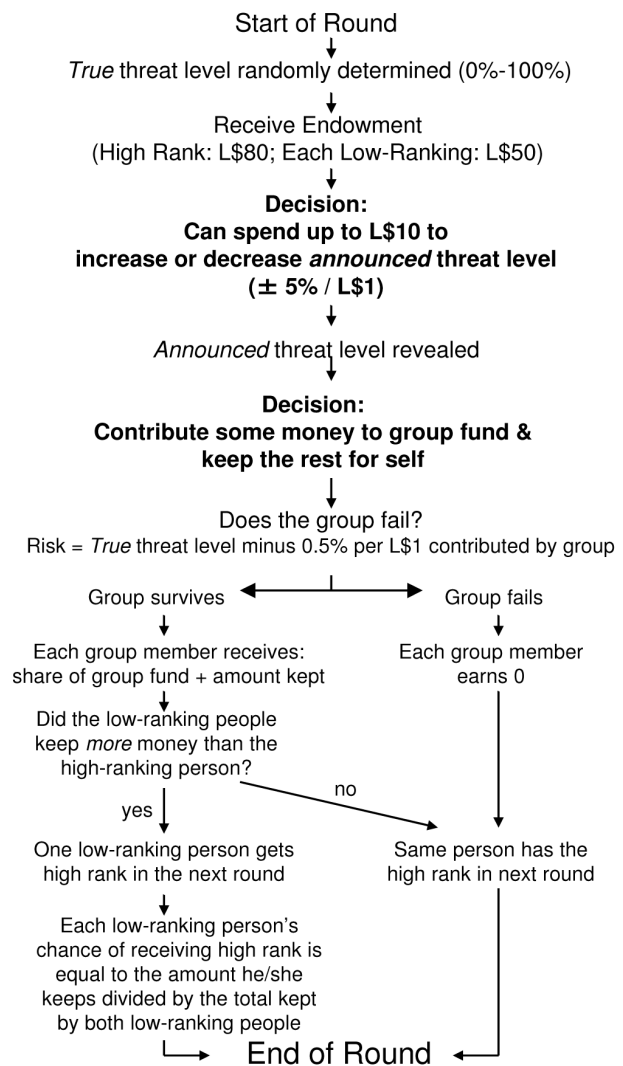 Start of Round
True threat level randomly determined (0%-100%)
Receive Endowment
(High Rank: L$80; Each Low-Ranking: L$50)
Decision:
Can spend up to L$10 to
increase or decrease announced threat level
(± 5% / L$1)
Announced threat level revealed
Decision:
Contribute some money to group fund &
keep the rest for self
Does the group fail?
Risk = True threat level minus 0.5% per L$1 contributed by group
Group survives
Group fails
Each group member receives:
share of group fund + amount kept
Each group member
earns 0
Did the low-ranking people
keep more money than the
high-ranking person?
no
yes
One low-ranking person gets
high rank in the next round
Same person has the
high rank in next round
Each low-ranking person's
chance of receiving high rank is
equal to the amount he/she
keeps divided by the total kept
by both low-ranking people
End of Round